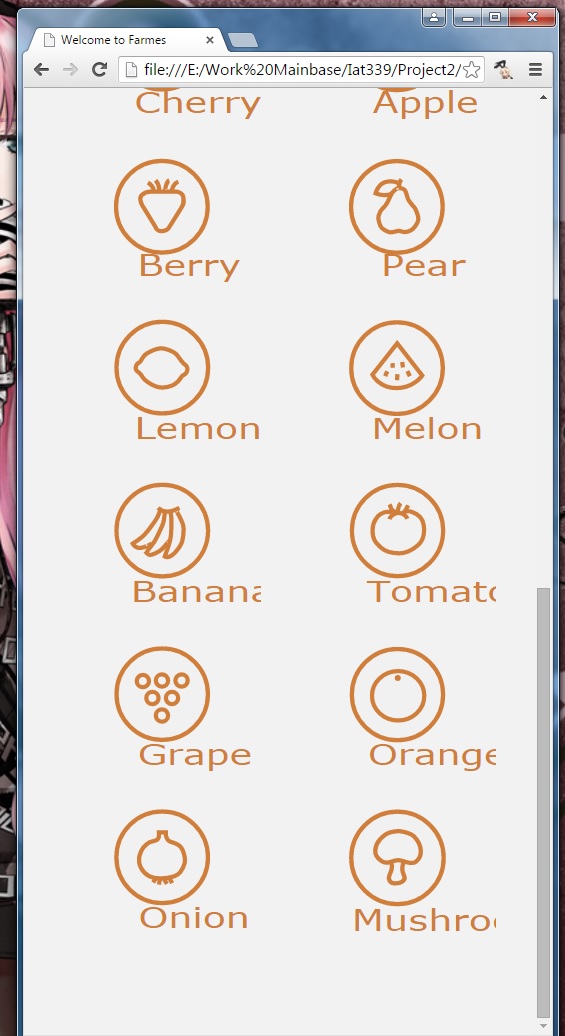 Welcome to Farmes
file:///E:/Work%20Mainbase/Iat339/Project2/
Cherry Apple
Berry Pear
Lemon Melon
Banana Tomato
Grape Orange
Onion Mushroo